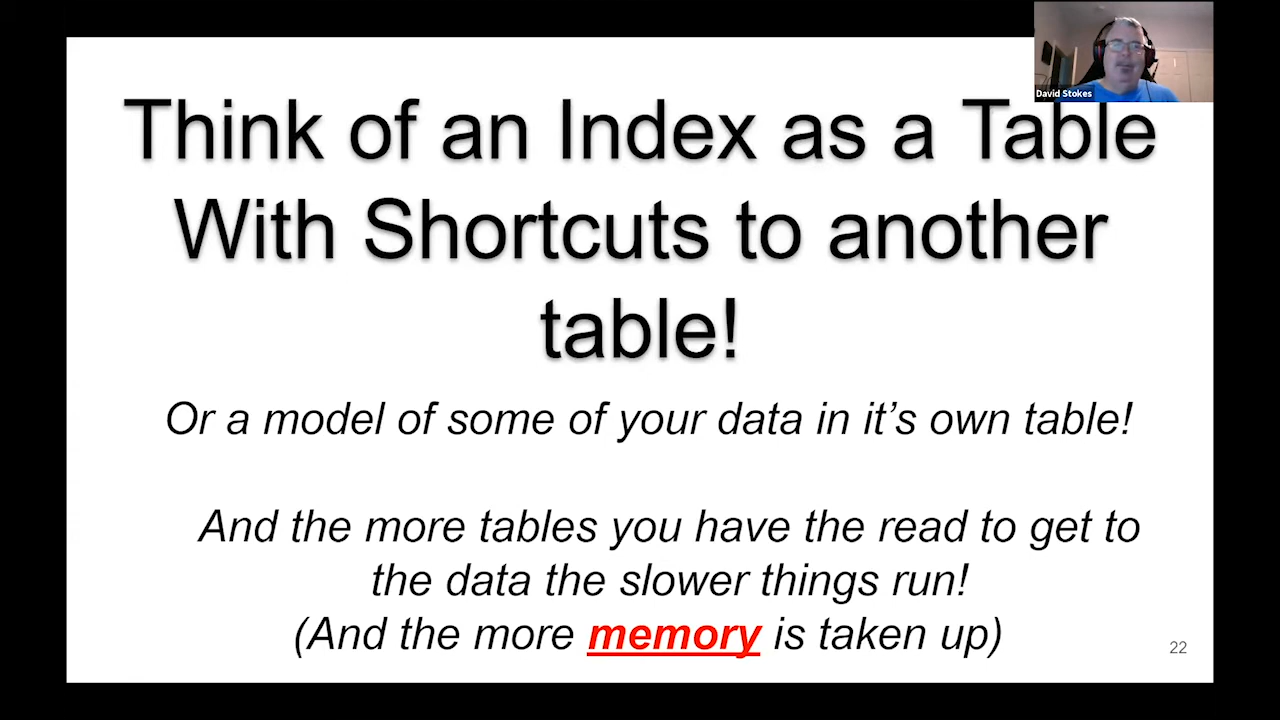 David Stokes
Think of an Index as a Table
With Shortcuts to another
table!
Or a model of some of your data in it’s own table!
And the more tables you have the read to get to
the data the slower things run!
(And the more memory is taken up)
22